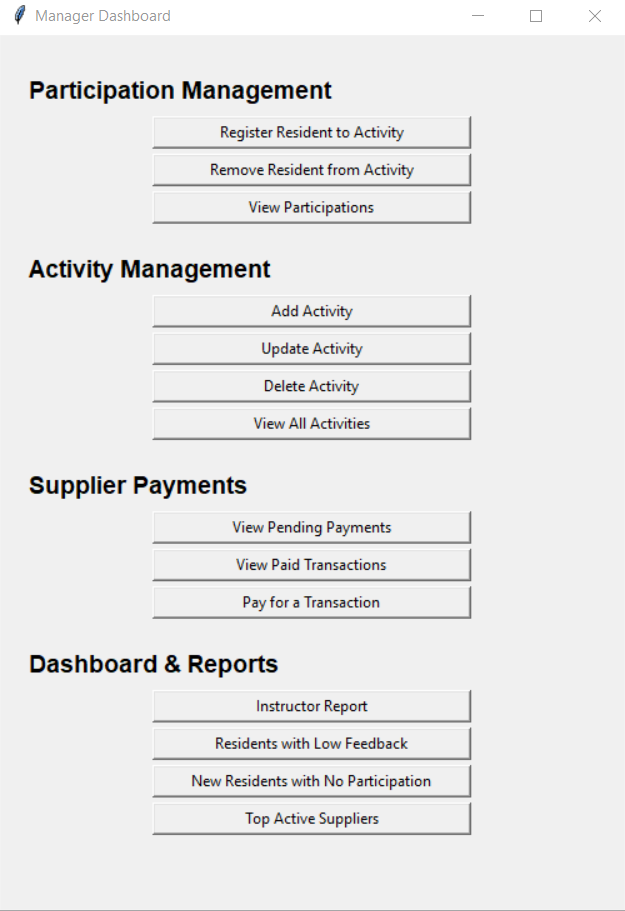 Manager Dashboard
Participation Management
Register Resident to Activity
Remove Resident from Activity
View Participations
Activity Management
Add Activity
Update Activity
Delete Activity
View All Activities
Supplier Payments
View Pending Payments
View Paid Transactions
Pay for a Transaction
Dashboard & Reports
Instructor Report
Residents with Low Feedback
New Residents with No Participation
Top Active Suppliers